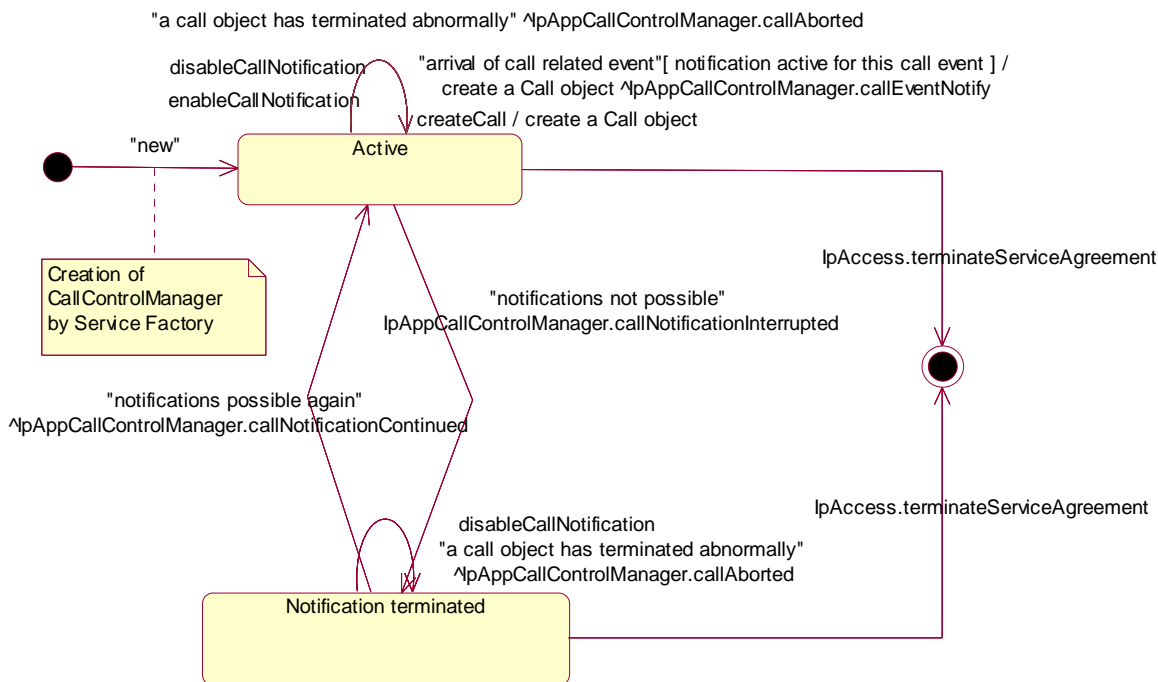 "a call object has terminated abnormally" ^IpAppCallControlManager.callAborted
disableCallNotification
"arrival of call related event"[ notification active for this call event ] /
create a Call object ^IpAppCallControlManager.callEventNotify
enableCallNotification
createCall / create a Call object
"new"
Active
IpAccess.terminateServiceAgreement
Creation of
CallControlManager
by Service Factory
"notifications not possible"
IpAppCallControlManager.callNotificationInterrupted
"notifications possible again"
^IpAppCallControlManager.callNotificationContinued
IpAccess.terminateServiceAgreement
disableCallNotification
"a call object has terminated abnormally"
^IpAppCallControlManager.callAborted
Notification terminated